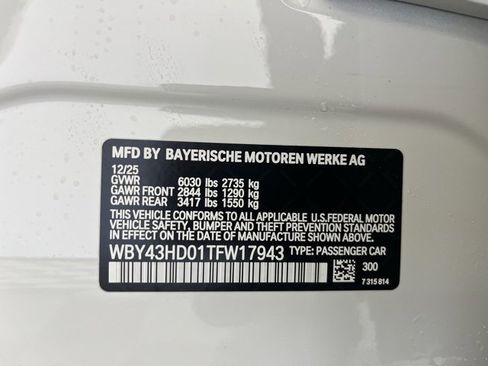 MFD BY BAYERISCHE MOTOREN WERKE AG
12/25
GVWR 6030 lbs 2735 kg
GAWR FRONT 2844 lbs 1290 kg
GAWR REAR 3417 lbs 1550 kg
THIS VEHICLE CONFORMS TO ALL APPLICABLE U.S.FEDERAL MOTOR
VEHICLE SAFETY, BUMPER AND THEFT PREVENTION STANDARDS
IN EFFECT ON THE DATE OF MANUFACTURE SHOWN ABOVE.
WBY43HD01TFW17943 TYPE: PASSENGER CAR
300
7 315 814